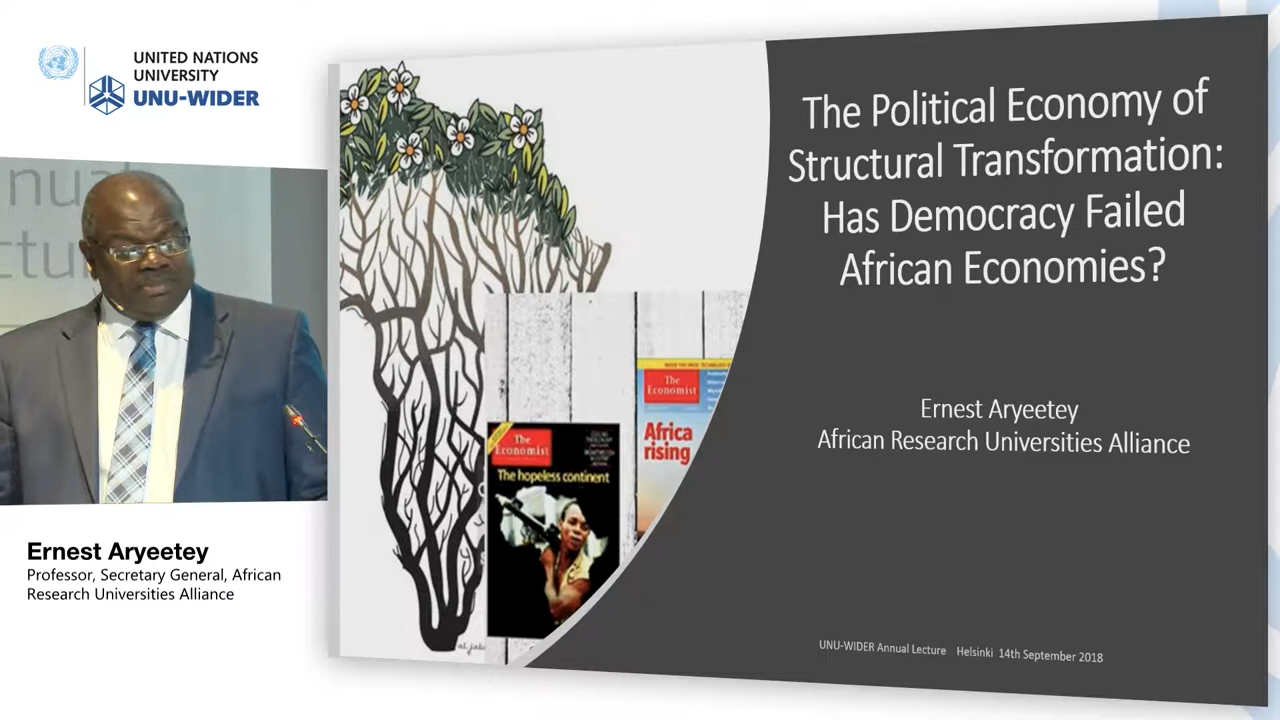 UNITED NATIONS
UNIVERSITY
UNU-WIDER
nual
ctu
Ernest Aryeetey
Professor, Secretary General, African
Research Universities Alliance
The Political Economy of
Structural Transformation:
Has Democracy Failed
African Economies?
Ernest Aryeetey
African Research Universities Alliance
The
Economist
Africa
rising
The
Economist
The hopeless continent
UNU-WIDER Annual Lecture Helsinki 14th September 2018